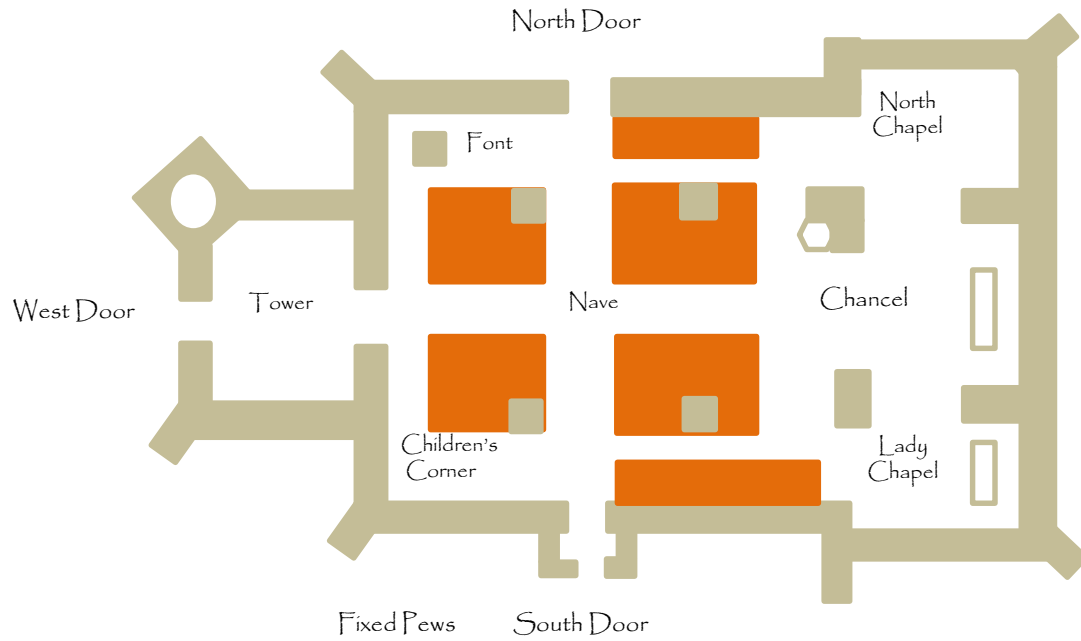 North Door
North
Chapel
Font
West Door
Tower
Nave
Chancel
Children's
Corner
Lady
Chapel
Fixed Pews
South Door